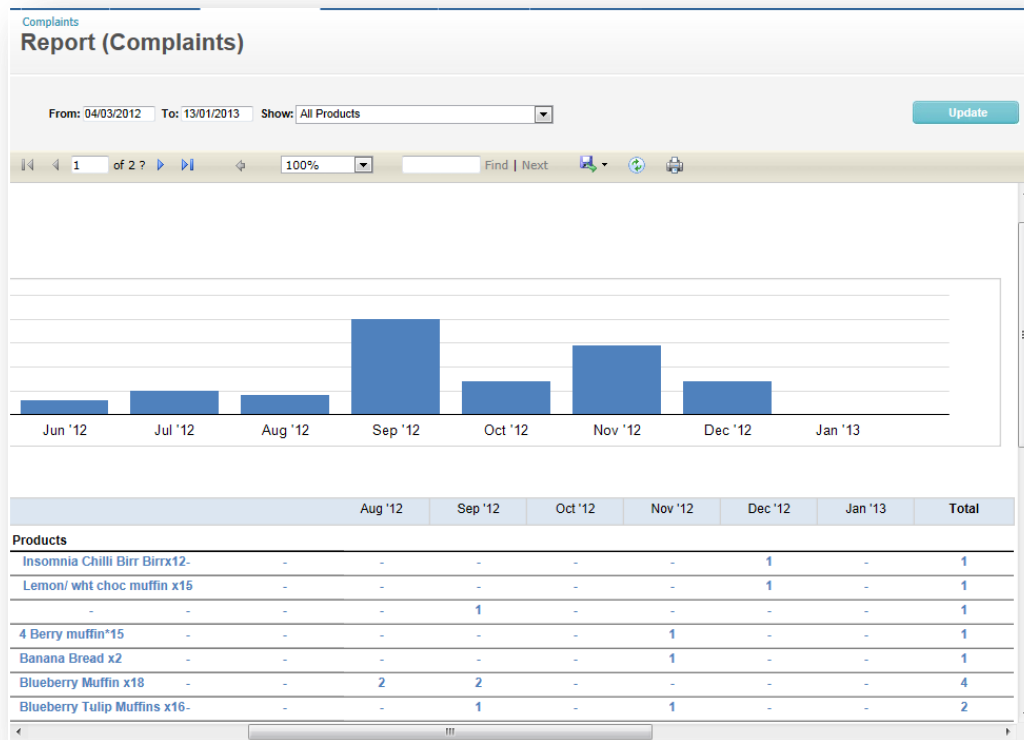 Complaints
Report (Complaints)
From: 04/03/2012 To: 13/01/2013 Show: All Products Update
1 of 2 ? 100% Find | Next
Jun '12 Jul '12 Aug '12 Sep '12 Oct '12 Nov '12 Dec '12 Jan '13
Aug '12 Sep '12 Oct '12 Nov '12 Dec '12 Jan '13 Total
Products
Insomnia Chilli Birr Birrx12- - - - - - 1 - 1
Lemon/ wht choc muffin x15 - - - - - 1 - 1
- - - - 1 - - - - 1
4 Berry muffin*15 - - - - - 1 - - 1
Banana Bread x2 - - - - - 1 - - 1
Blueberry Muffin x18 - - 2 2 - - - - 4
Blueberry Tulip Muffins x16- - - 1 - 1 - - 2